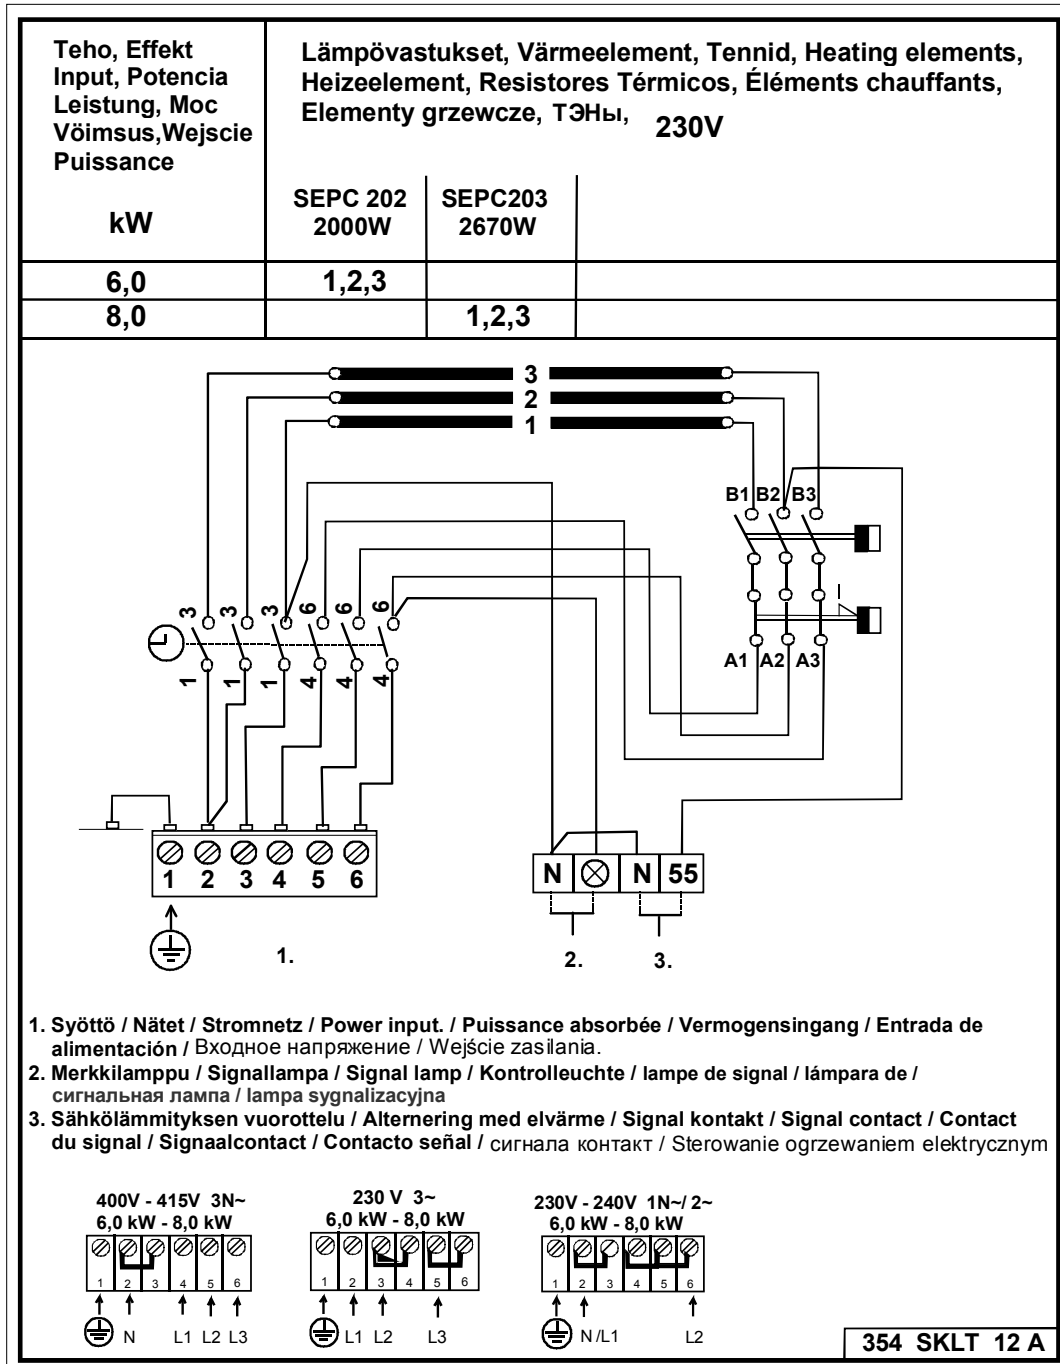 Teho, Effekt
Input, Potencia
Leistung, Moc
Vöimsus,Wejscie
Puissance
kW
Lämpövastukset, Värmeelement, Tennid, Heating elements,
Heizeelement, Resistores Térmicos, Éléments chauffants,
Elementy grzewcze, ТЭНы, 230V
SEPC 202
2000W
SEPC203
2670W
6,0 1,2,3
8,0 1,2,3
3
2
1
B1 B2 B3
3 3 3 6 6 6
1 1 1 4 4 4
A1 A2 A3
1 2 3 4 5 6
N N 55
1. 2. 3.
1. Syöttö / Nätet / Stromnetz / Power input. / Puissance absorbée / Vermogensingang / Entrada de
alimentación / Входное напряжение / Wejście zasilania.
2. Merkkilamppu / Signallampa / Signal lamp / Kontrolleuchte / lampe de signal / lámpara de /
сигнальная лампа / lampa sygnalizacyjna
3. Sähkölämmityksen vuorottelu / Alternering med elvärme / Signal kontakt / Signal contact / Contact
du signal / Signaalcontact / Contacto señal / сигнала контакт / Sterowanie ogrzewaniem elektrycznym
400V - 415V 3N~
6,0 kW - 8,0 kW
1 2 3 4 5 6
N L1 L2 L3
230 V 3~
6,0 kW - 8,0 kW
1 2 3 4 5 6
L1 L2 L3
230V - 240V 1N~/ 2~
6,0 kW - 8,0 kW
1 2 3 4 5 6
N /L1 L2
354 SKLT 12 A